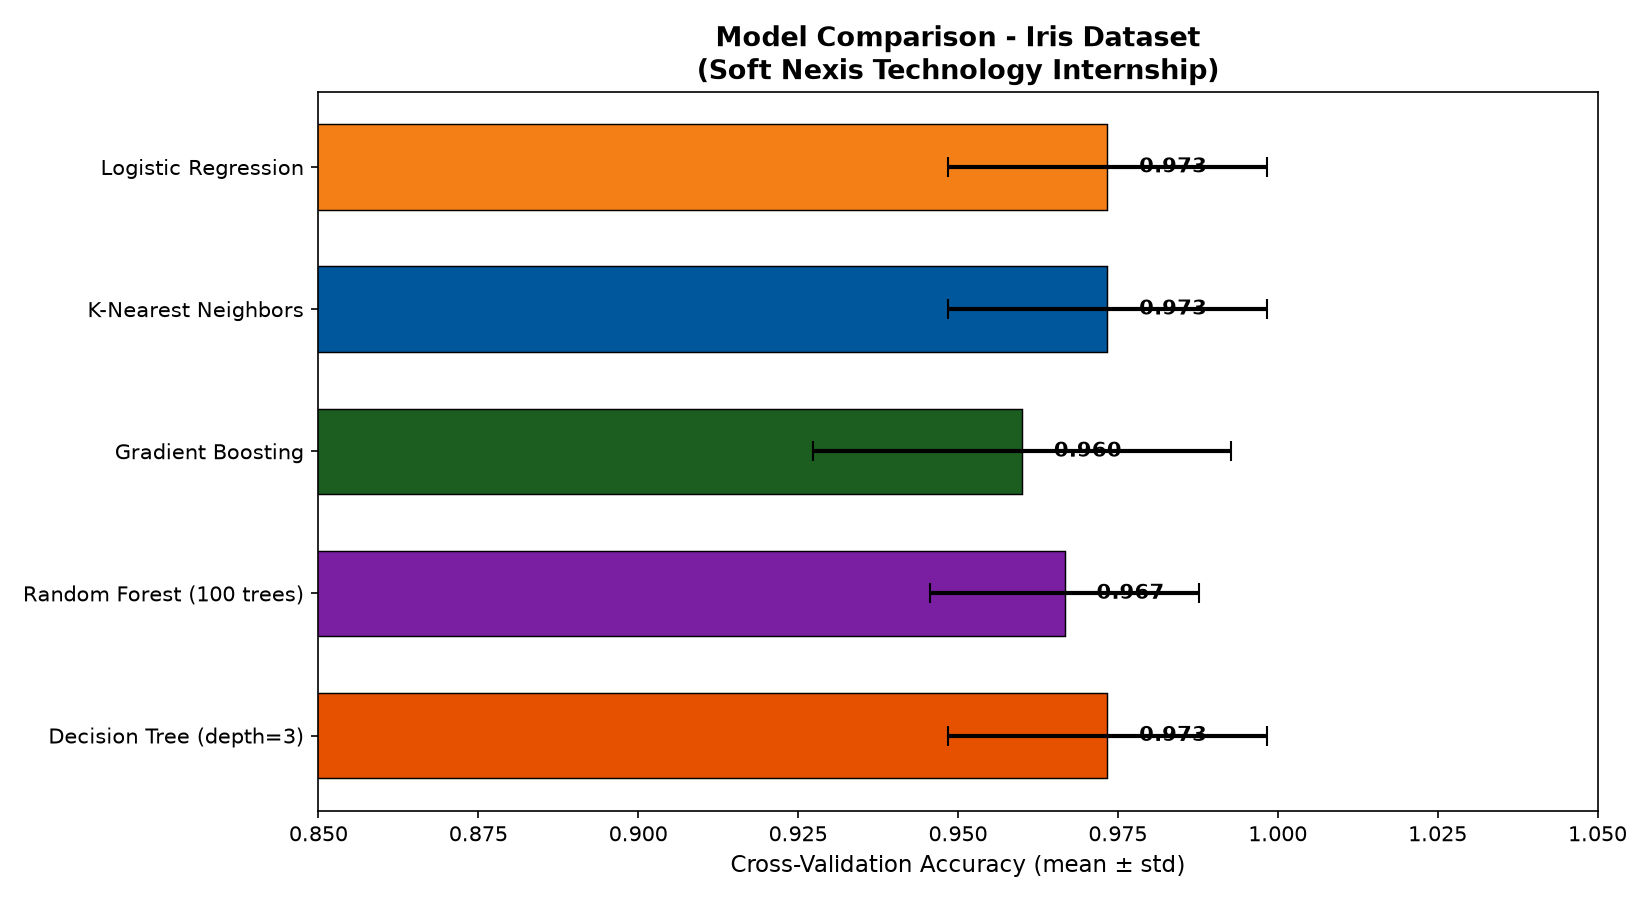 Model Comparison - Iris Dataset
(Soft Nexis Technology Internship)
Logistic Regression
0.973
K-Nearest Neighbors
0.973
Gradient Boosting
0.960
Random Forest (100 trees)
0.967
Decision Tree (depth=3)
0.973
0.850 0.875 0.900 0.925 0.950 0.975 1.000 1.025 1.050
Cross-Validation Accuracy (mean ± std)